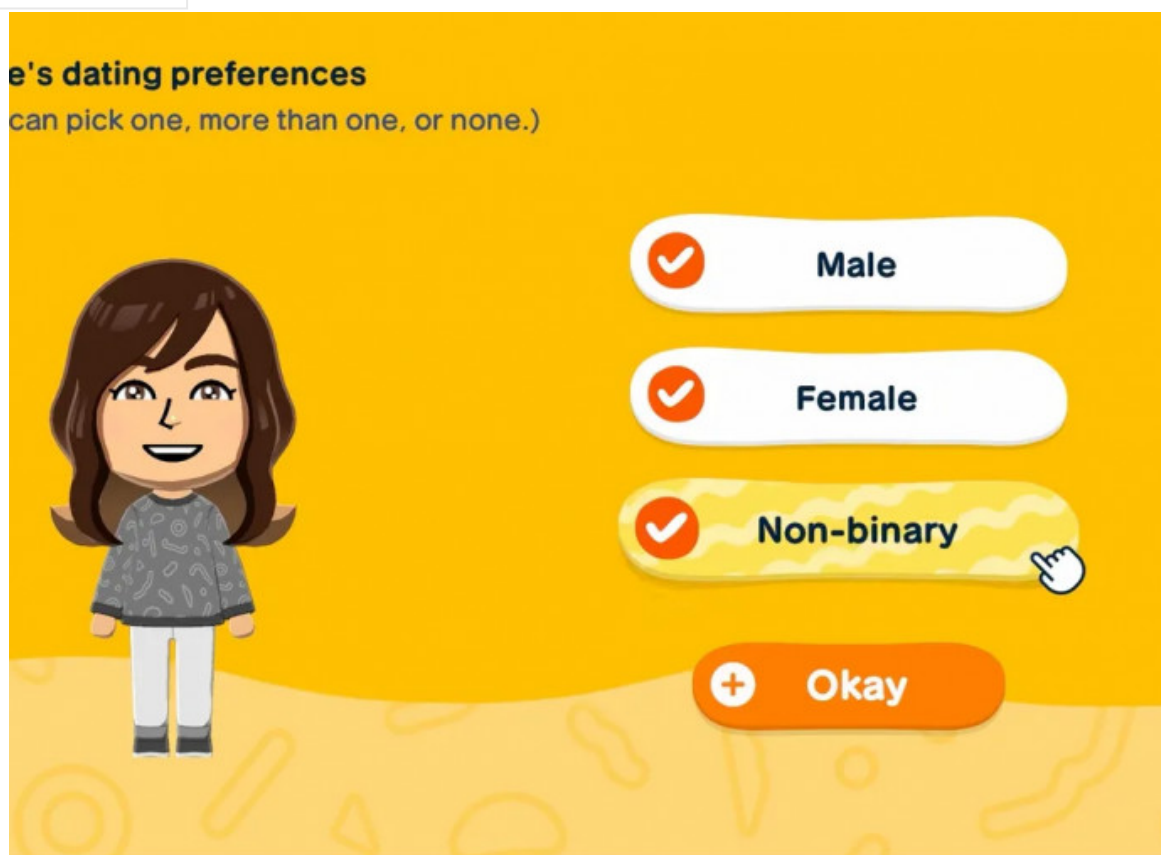 e's dating preferences
can pick one, more than one, or none.)
Male
Female
Non-binary
Okay